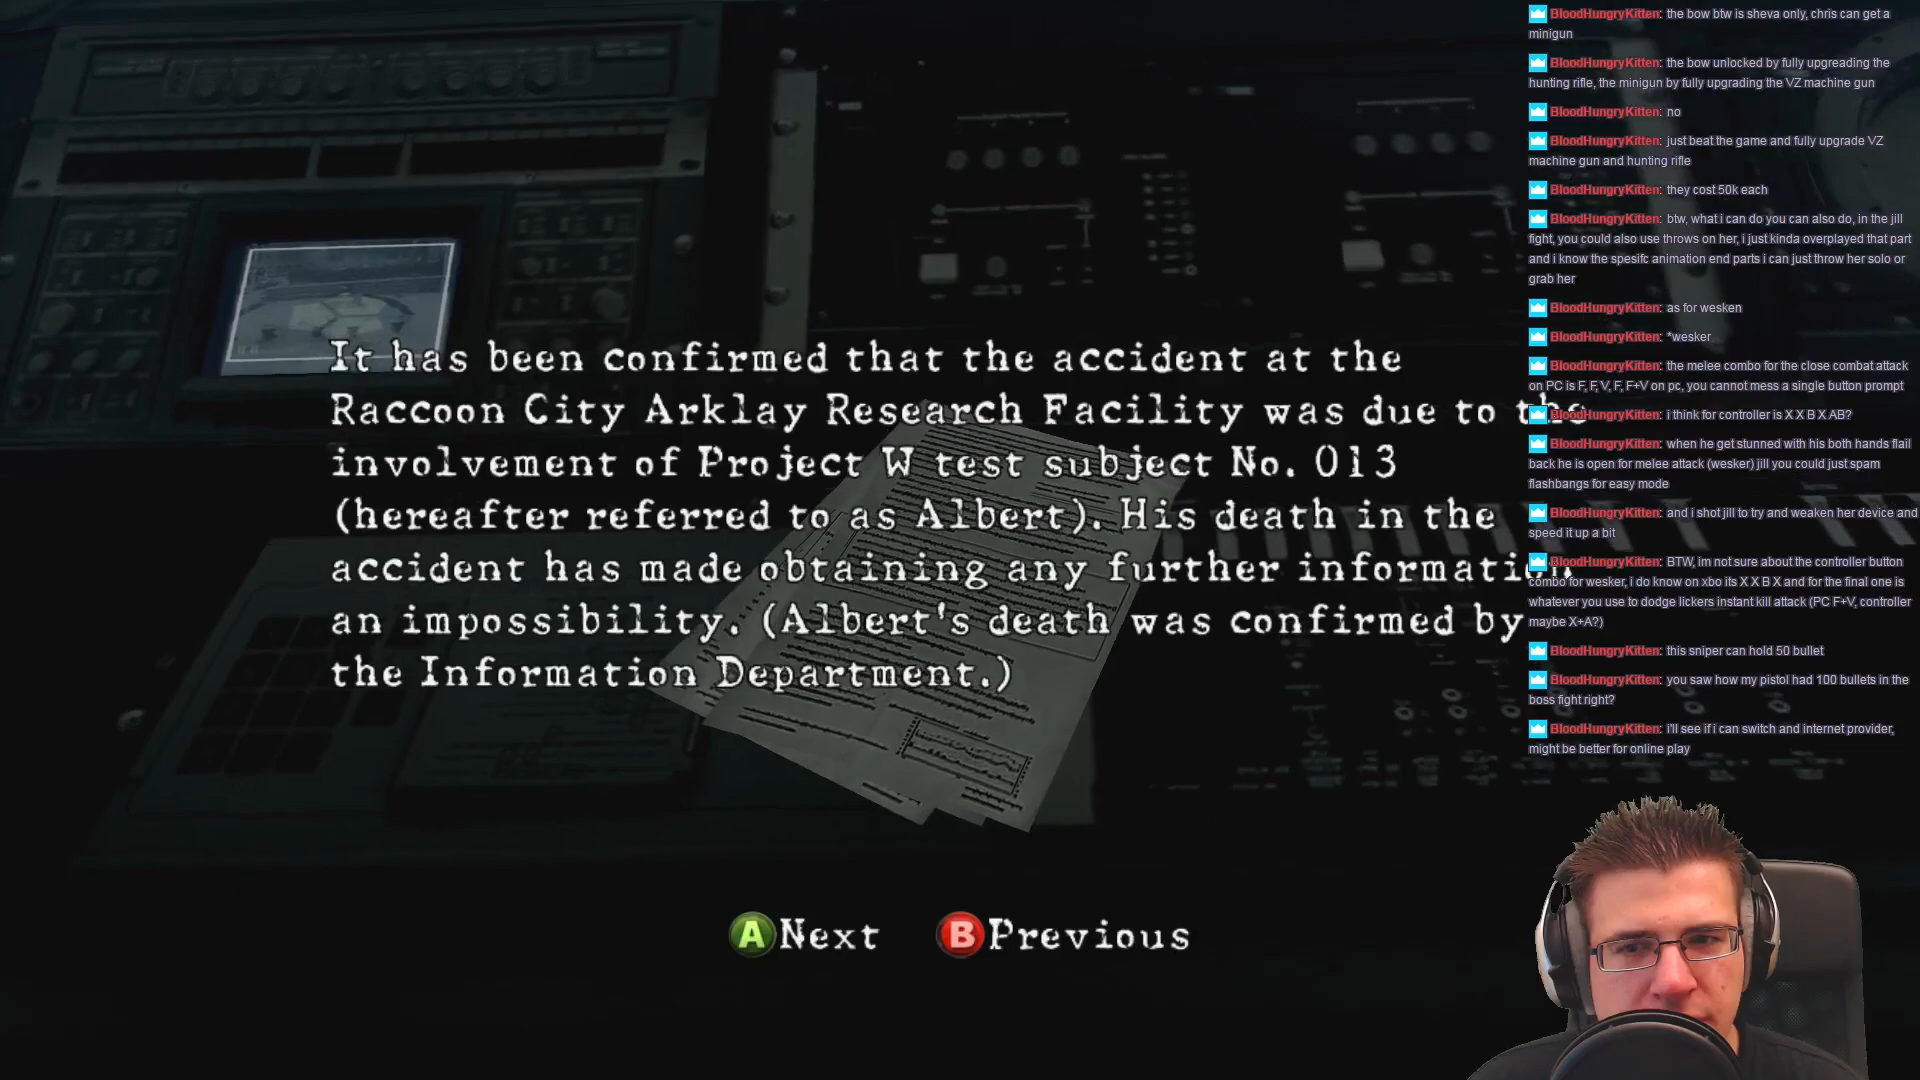 It has been confirmed that the accident at the
Raccoon City Arklay Research Facility was due to the
involvement of Project W test subject No. 013
(hereafter referred to as Albert). His death in the
accident has made obtaining any further information
an impossibility. (Albert's death was confirmed by
the Information Department.)
A Next B Previous
BloodHungryKitten: the bow btw is sheva only, chris can get a
minigun
BloodHungryKitten: the bow unlocked by fully upgreading the
hunting rifle, the minigun by fully upgrading the VZ machine gun
BloodHungryKitten: no
BloodHungryKitten: just beat the game and fully upgrade VZ
machine gun and hunting rifle
BloodHungryKitten: they cost 50k each
BloodHungryKitten: btw, what i can do you can also do, in the jill
fight, you could also use throws on her, i just kinda overplayed that part
and i know the spesifc animation end parts i can just throw her solo or
grab her
BloodHungryKitten: as for wesken
BloodHungryKitten: *wesker
BloodHungryKitten: the melee combo for the close combat attack
on PC is F, F, V, F, F+V on pc, you cannot mess a single button prompt
BloodHungryKitten: i think for controller is X X B X AB?
BloodHungryKitten: when he get stunned with his both hands flail
back he is open for melee attack (wesker) jill you could just spam
flashbangs for easy mode
BloodHungryKitten: and i shot jill to try and weaken her device and
speed it up a bit
BloodHungryKitten: BTW, im not sure about the controller button
combo for wesker, i do know on xbo its X X B X and for the final one is
whatever you use to dodge lickers instant kill attack (PC F+V, controller
maybe X+A?)
BloodHungryKitten: this sniper can hold 50 bullet
BloodHungryKitten: you saw how my pistol had 100 bullets in the
boss fight right?
BloodHungryKitten: i'll see if i can switch and internet provider,
might be better for online play